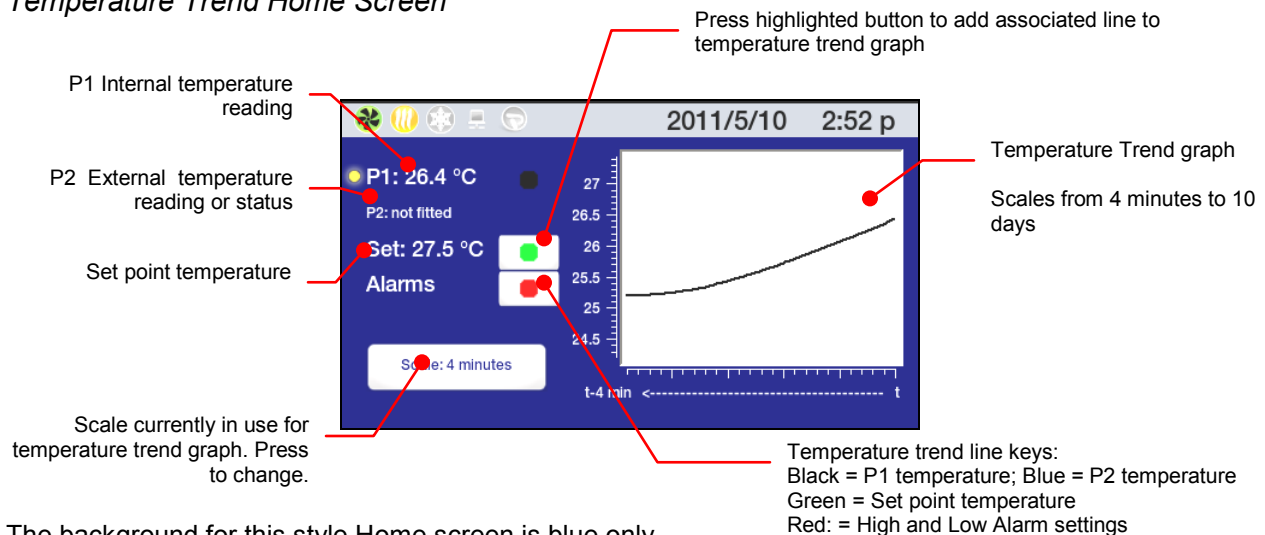 Temperature Trend Home Screen
Press highlighted button to add associated line to
temperature trend graph
P1 Internal temperature
reading
2011/5/10 2:52 p
P1: 26.4 °C
P2 External temperature
reading or status
P2: not fitted
Set: 27.5 °C
Set point temperature
Alarms
27
26.5
26
25.5
25
24.5
Temperature Trend graph
Scales from 4 minutes to 10
days
Scale: 4 minutes
t-4 min <---------------------------------------- t
Scale currently in use for
temperature trend graph. Press
to change.
Temperature trend line keys:
Black = P1 temperature; Blue = P2 temperature
Green = Set point temperature
Red: = High and Low Alarm settings
The background for this style Home screen is blue only